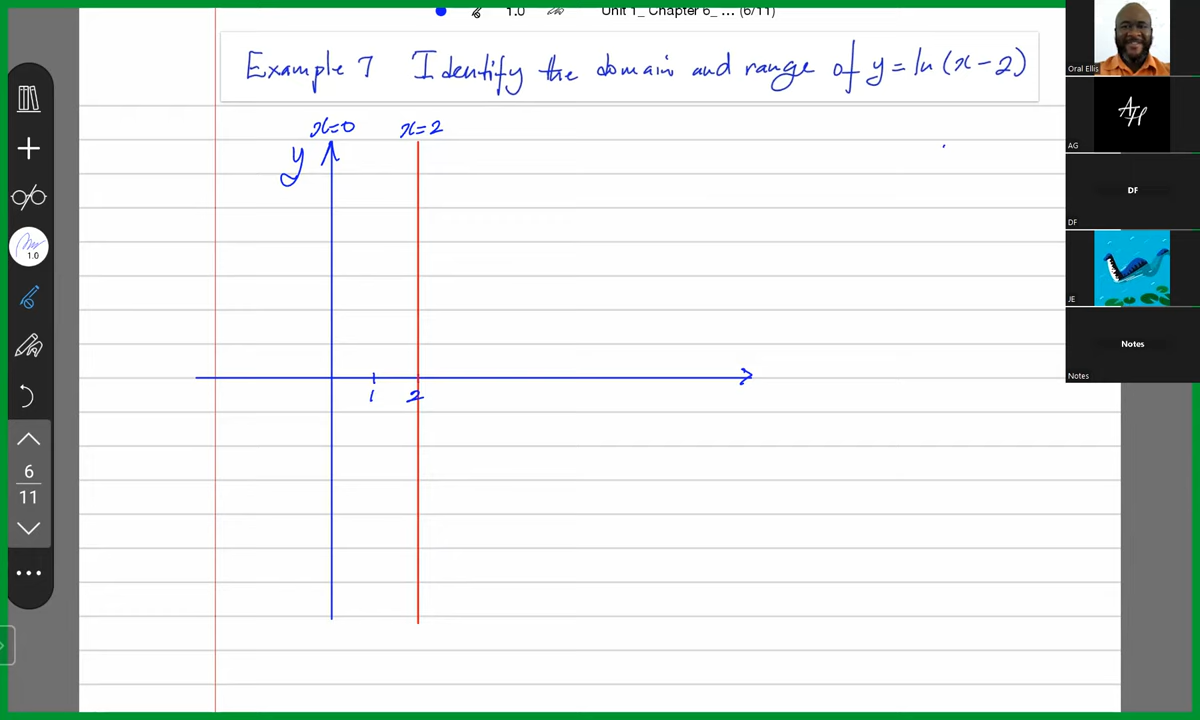 1.0 Unit 1_ Chapter 6_ ... (6/11)
Example 7 Identify the domain and range of y = ln(x - 2)
x=0 x=2
y
1 2
1.0
6
11
Oral Ellis
AH
AG
DF
DF
JE
Notes
Notes